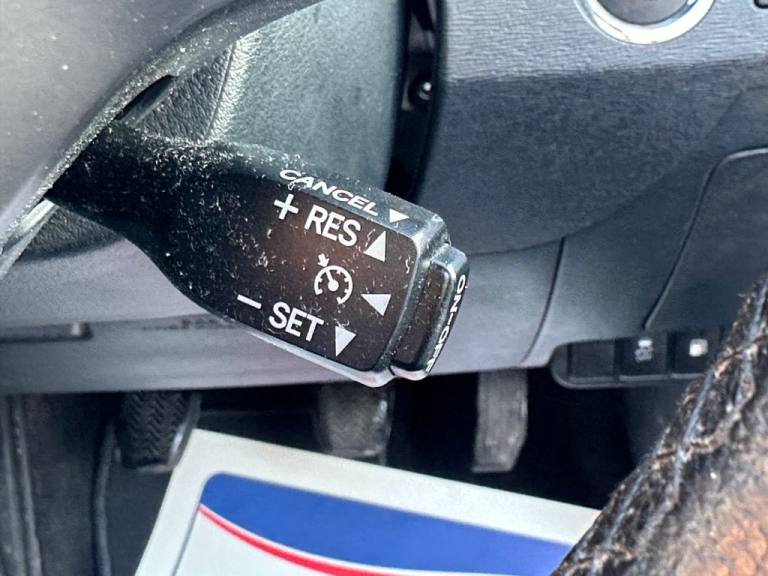 CANCEL
+ RES
- SET
ON-OFF